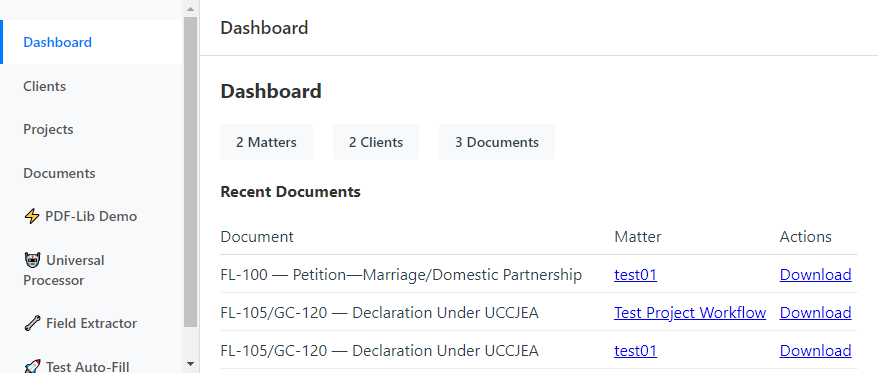 Dashboard
Clients
Projects
Documents
⚡ PDF-Lib Demo
🤖 Universal
Processor
🔧 Field Extractor
🚀 Test Auto-Fill
Dashboard
Dashboard
2 Matters
2 Clients
3 Documents
Recent Documents
Document Matter Actions
FL-100 — Petition—Marriage/Domestic Partnership test01 Download
FL-105/GC-120 — Declaration Under UCCJEA Test Project Workflow Download
FL-105/GC-120 — Declaration Under UCCJEA test01 Download